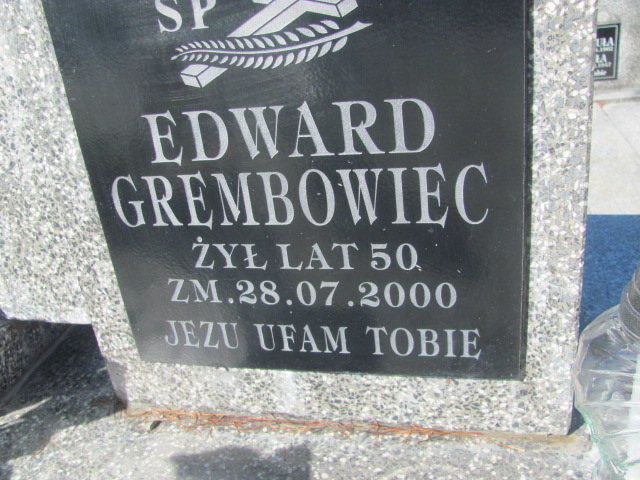 SP
EDWARD
GREMBOWIEC
ŻYŁ LAT 50
ZM.28.07.2000
JEZU UFAM TOBIE